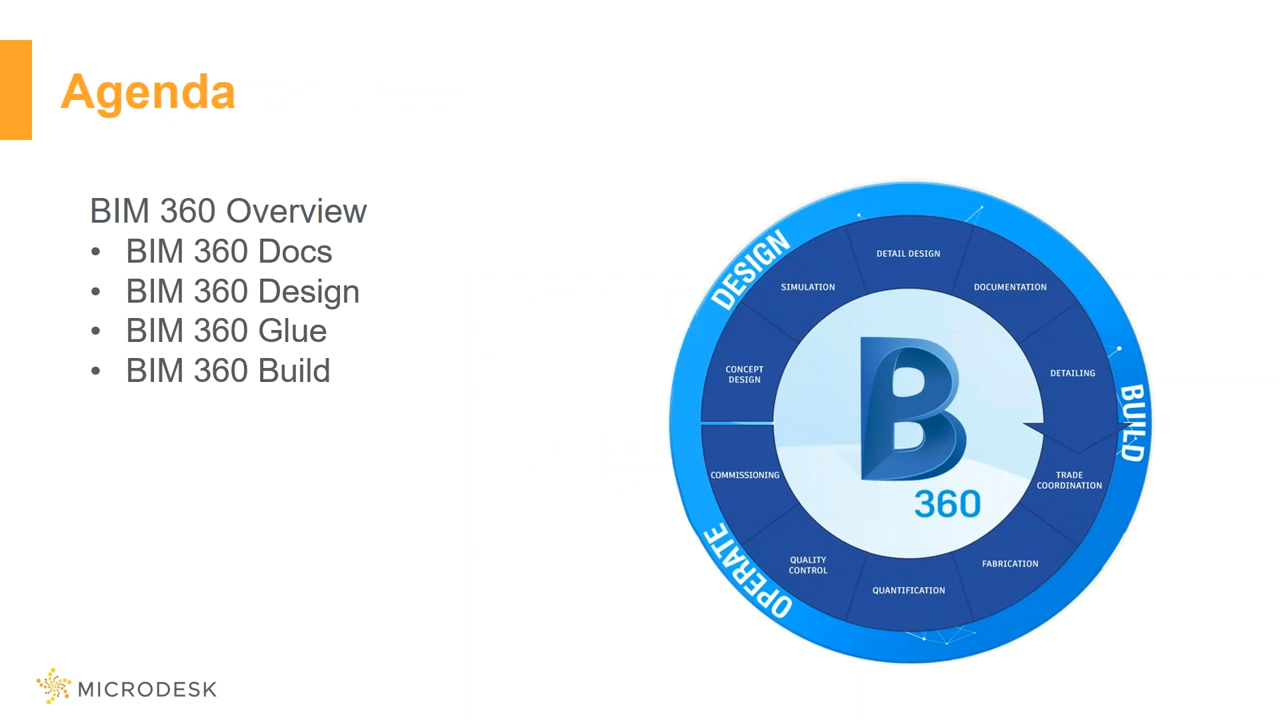 Agenda
BIM 360 Overview
• BIM 360 Docs
• BIM 360 Design
• BIM 360 Glue
• BIM 360 Build
DESIGN
DETAIL DESIGN
SIMULATION
DOCUMENTATION
CONCEPT
DESIGN
DETAILING
BUILD
B
360
COMMISSIONING
TRADE
COORDINATION
QUALITY
CONTROL
FABRICATION
QUANTIFICATION
OPERATE
MICRODESK